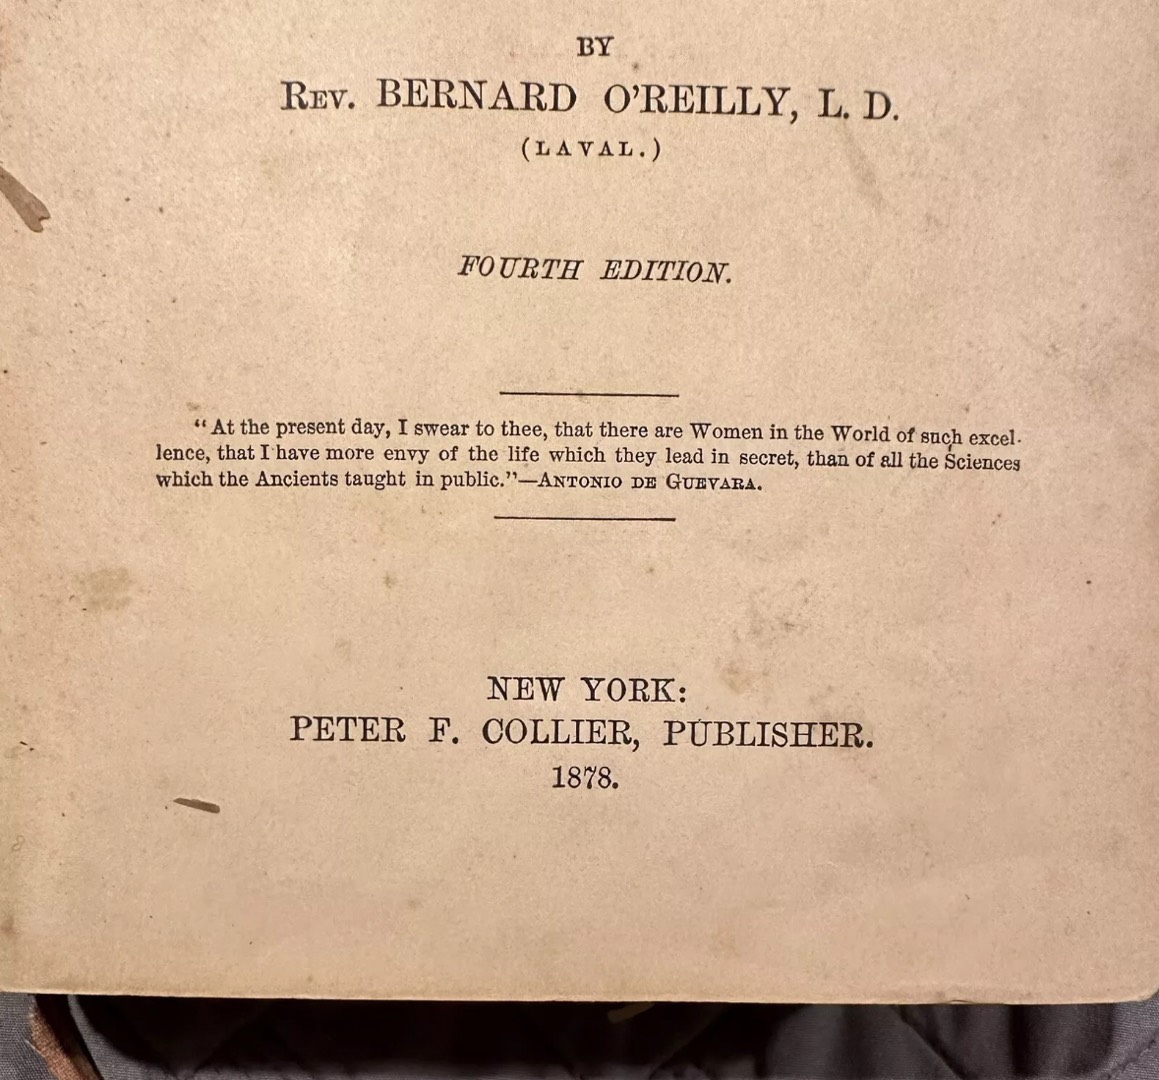 BY
REV. BERNARD O'REILLY, L. D.
(LAVAL.)
FOURTH EDITION.
“At the present day, I swear to thee, that there are Women in the World of such excel-
lence, that I have more envy of the life which they lead in secret, than of all the Sciences
which the Ancients taught in public.”—ANTONIO DE GUEVARA.
NEW YORK:
PETER F. COLLIER, PUBLISHER.
1878.